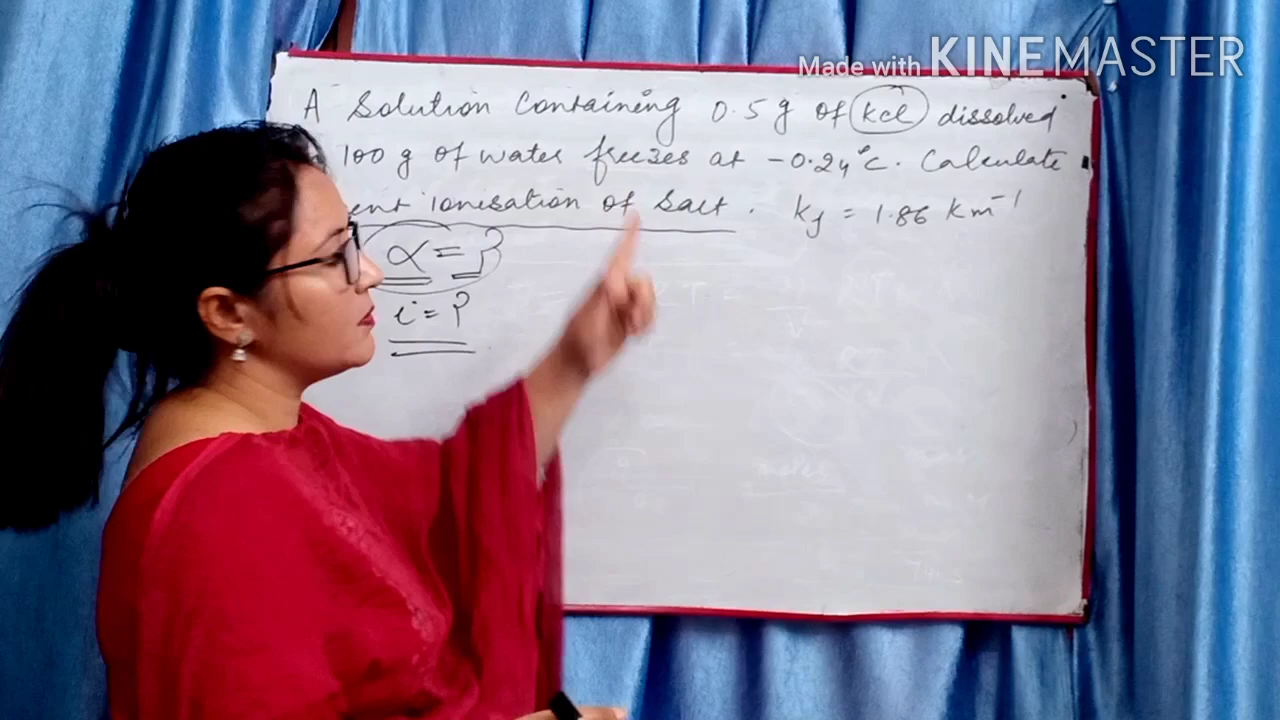 Made with KINEMASTER
A Solution Containing 0.5 g of kcl dissolved
100 g of water freezes at -0.24°c. Calculate
ent ionisation of Salt. kf = 1.86 km⁻¹
α = }
i = ?